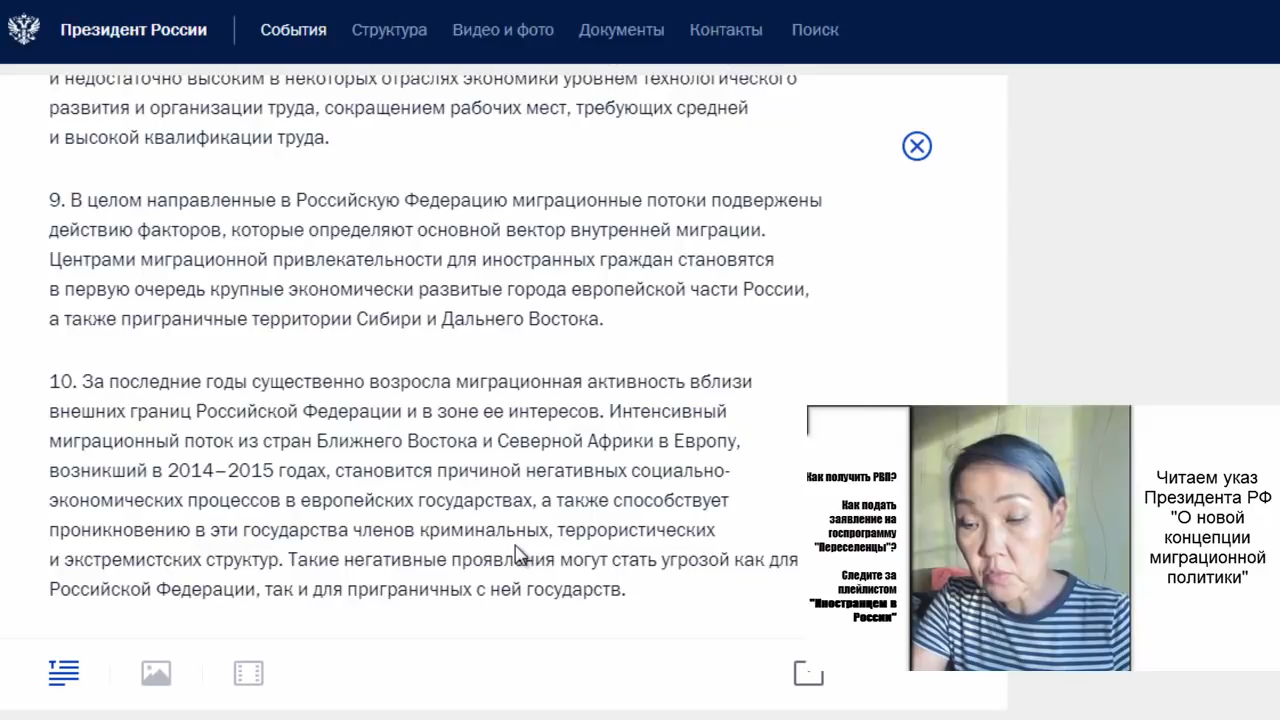 Президент России
События
Структура
Видео и фото
Документы
Контакты
Поиск
и недостаточно высоким в некоторых отраслях экономики уровнем технологического
развития и организации труда, сокращением рабочих мест, требующих средней
и высокой квалификации труда.
9. В целом направленные в Российскую Федерацию миграционные потоки подвержены
действию факторов, которые определяют основной вектор внутренней миграции.
Центрами миграционной привлекательности для иностранных граждан становятся
в первую очередь крупные экономически развитые города европейской части России,
а также приграничные территории Сибири и Дальнего Востока.
10. За последние годы существенно возросла миграционная активность вблизи
внешних границ Российской Федерации и в зоне ее интересов. Интенсивный
миграционный поток из стран Ближнего Востока и Северной Африки в Европу,
возникший в 2014–2015 годах, становится причиной негативных социально-
экономических процессов в европейских государствах, а также способствует
проникновению в эти государства членов криминальных, террористических
и экстремистских структур. Такие негативные проявления могут стать угрозой как для
Российской Федерации, так и для приграничных с ней государств.
Как получить РВП?
Как подать
заявление на
госпрограмму
"Переселенцы"?
Следите за
плейлистом
"Иностранцем в
России"
Читаем указ
Президента РФ
"О новой
концепции
миграционной
политики"